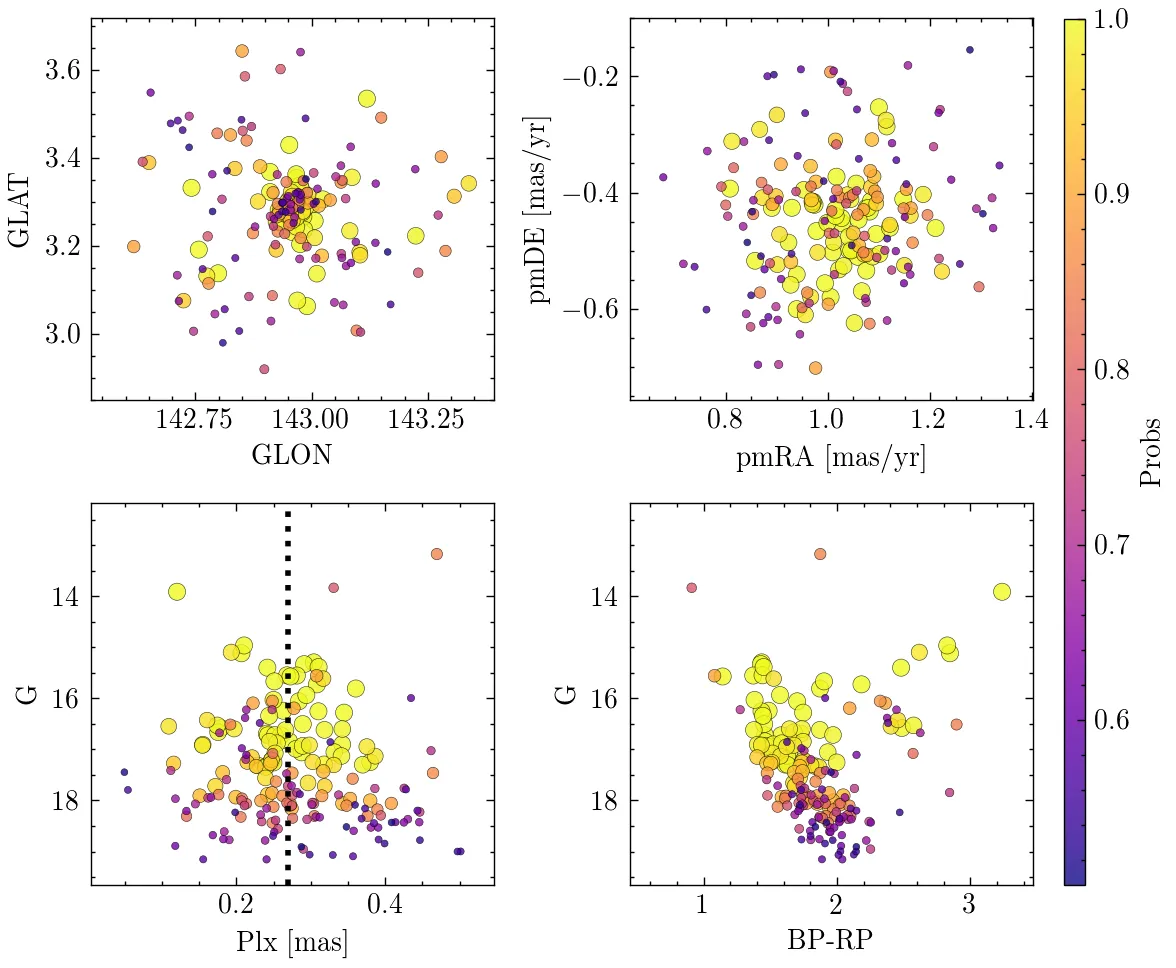 3.6
3.4
3.2
3.0
GLAT
142.75 143.00 143.25
GLON
−0.2
−0.4
−0.6
pmDE [mas/yr]
0.8 1.0 1.2 1.4
pmRA [mas/yr]
14
16
18
G
0.2 0.4
Plx [mas]
14
16
18
G
1 2 3
BP-RP
1.0
0.9
0.8
0.7
0.6
Probs